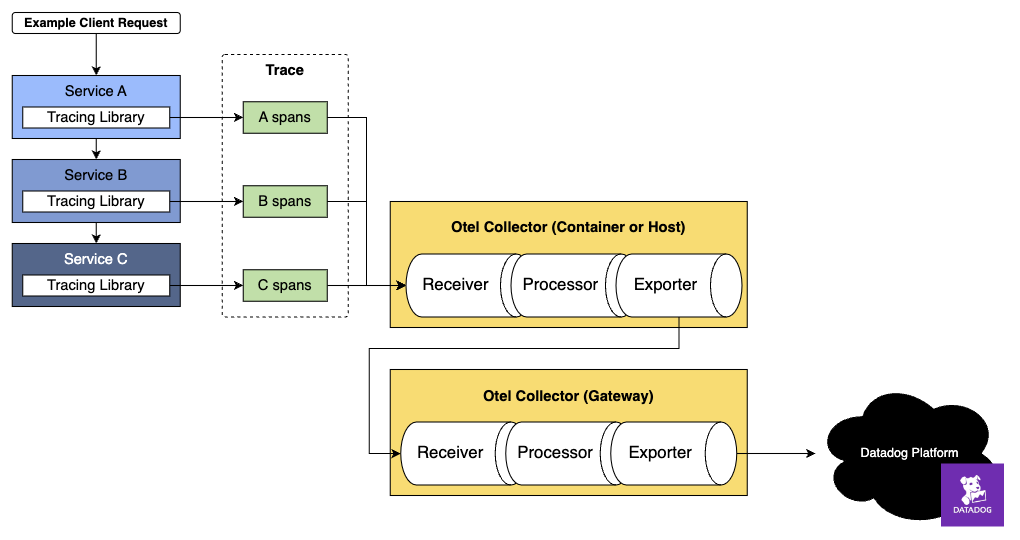 Example Client Request
Service A
Tracing Library
Service B
Tracing Library
Service C
Tracing Library
Trace
A spans
B spans
C spans
Otel Collector (Container or Host)
Receiver
Processor
Exporter
Otel Collector (Gateway)
Receiver
Processor
Exporter
Datadog Platform
DATADOG